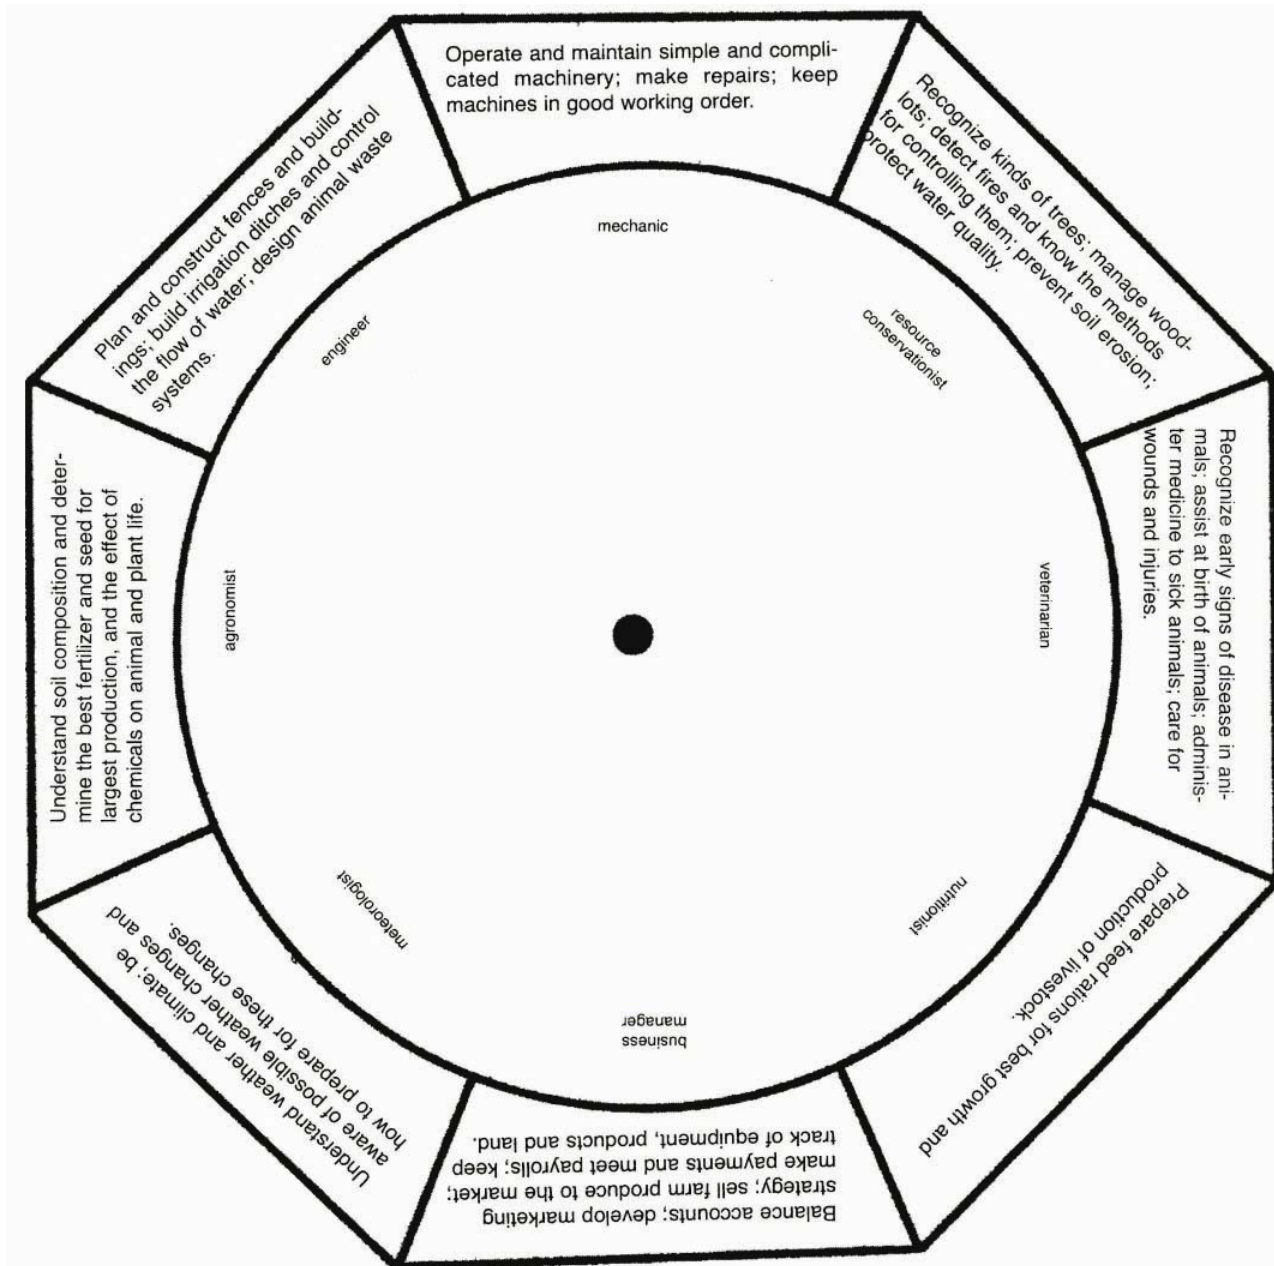 Operate and maintain simple and compli-
cated machinery; make repairs; keep
machines in good working order.
Recognize kinds of trees; manage wood-
lots; detect fires and know the methods
for controlling them; prevent soil erosion;
protect water quality.
Recognize early signs of disease in ani-
mals; assist at birth of animals; adminis-
ter medicine to sick animals; care for
wounds and injuries.
Prepare feed rations for best growth and
production of livestock.
Balance accounts; develop marketing
strategy; sell farm produce to the market;
make payments and meet payrolls; keep
track of equipment, products and land.
Understand weather and climate; be
aware of possible weather changes and
how to prepare for these changes.
Understand soil composition and deter-
mine the best fertilizer and seed for
largest production, and the effect of
chemicals on animal and plant life.
Plan and construct fences and build-
ings; build irrigation ditches and control
the flow of water; design animal waste
systems.
mechanic
resource
conservationist
veterinarian
nutritionist
business
manager
meteorologist
agronomist
engineer